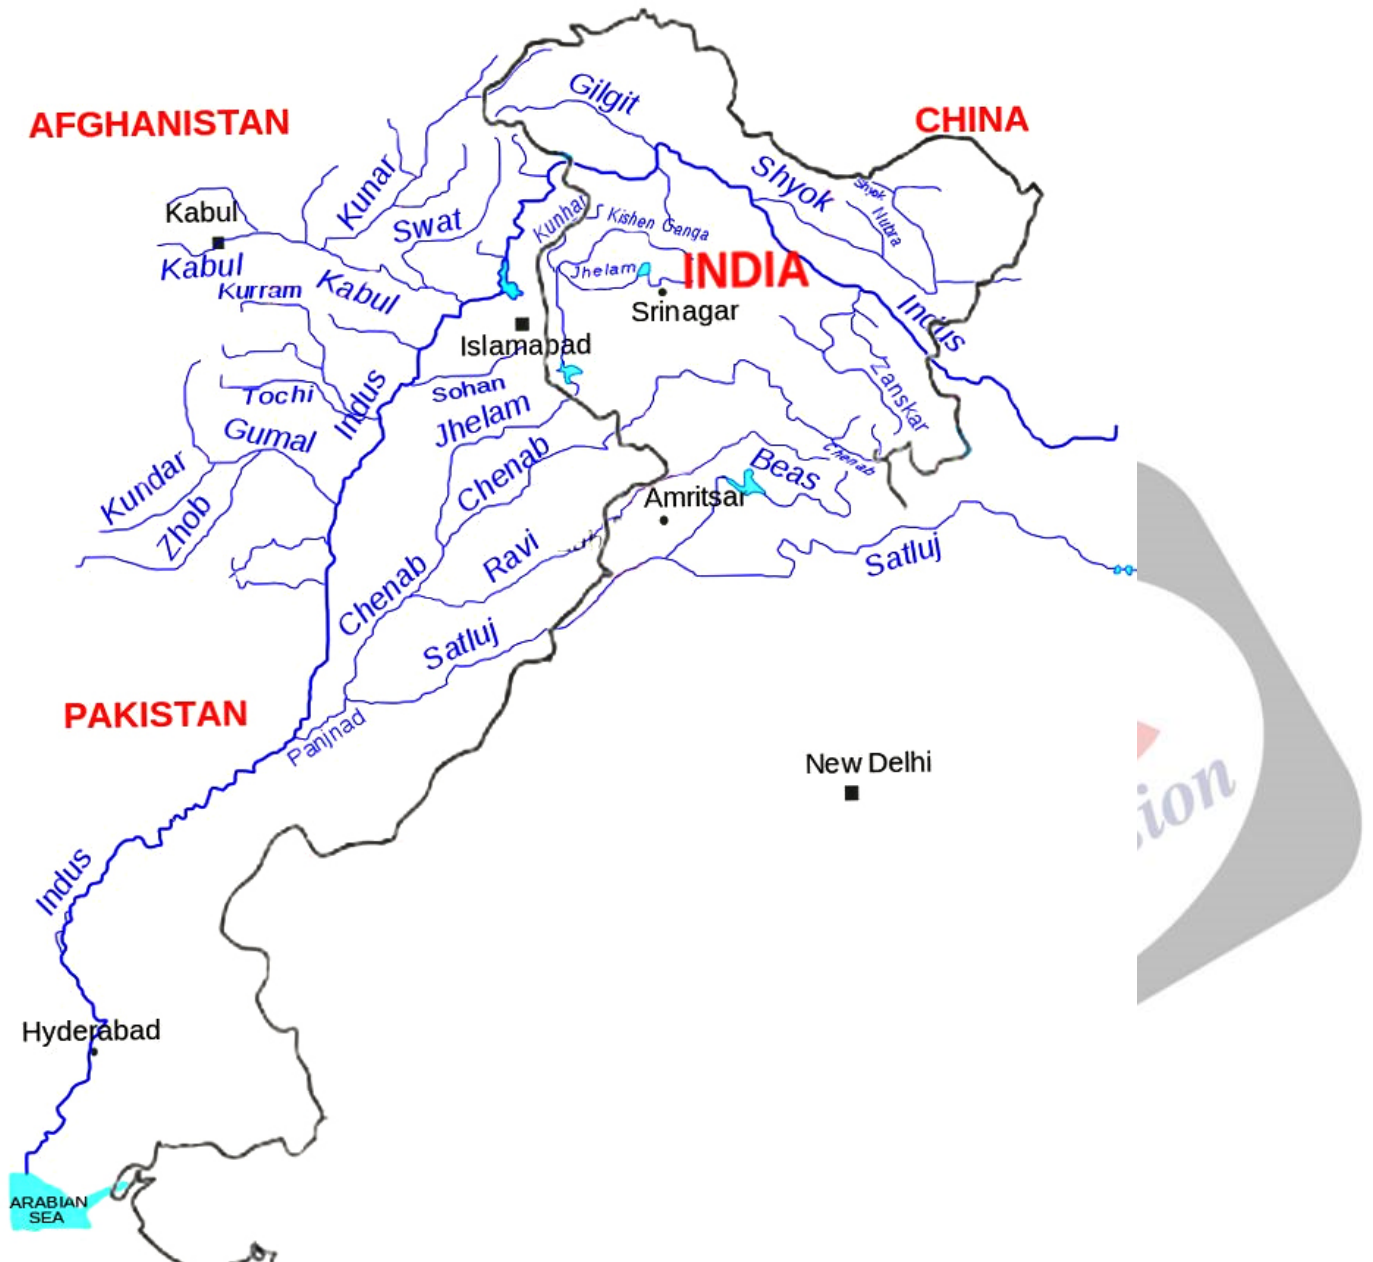 Gilgit
AFGHANISTAN
CHINA
Shyok
Shyok
Kunar
Kabul
Swat
Kunhar
Kishen Ganga
Nubra
Kabul
Kurram
Kabul
Jhelam
INDIA
Srinagar
Indus
Islamabad
Sohan
Tochi
Indus
Zanskar
Jhelam
Gumal
Chenab
Chenab
Beas
Kundar
Amritsar
Zhob
Ravi
Satluj
Chenab
Satluj
PAKISTAN
Panjnad
New Delhi
ion
Indus
Hyderabad
ARABIAN
SEA